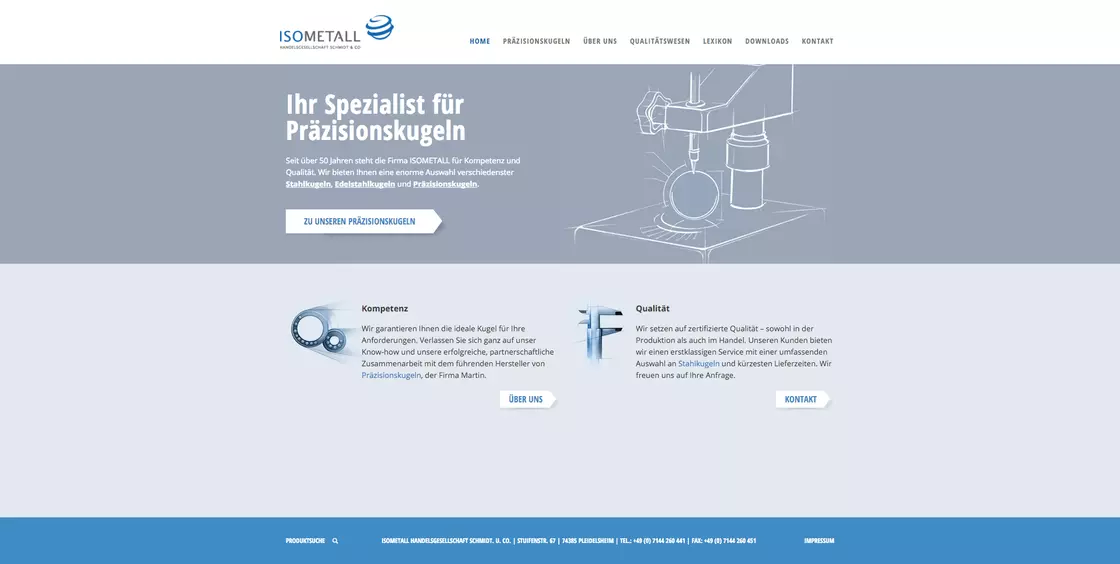 ISOMETALL
HANDELSGESELLSCHAFT SCHMIDT & CO
HOME PRÄZISIONSKUGELN ÜBER UNS QUALITÄTSWESEN LEXIKON DOWNLOADS KONTAKT
Ihr Spezialist für
Präzisionskugeln
Seit über 50 Jahren steht die Firma ISOMETALL für Kompetenz und
Qualität. Wir bieten Ihnen eine enorme Auswahl verschiedenster
Stahlkugeln, Edelstahlkugeln und Präzisionskugeln.
ZU UNSEREN PRÄZISIONSKUGELN
Kompetenz
Wir garantieren Ihnen die ideale Kugel für Ihre
Anforderungen. Verlassen Sie sich ganz auf unser
Know-how und unsere erfolgreiche, partnerschaftliche
Zusammenarbeit mit dem führenden Hersteller von
Präzisionskugeln, der Firma Martin.
ÜBER UNS
Qualität
Wir setzen auf zertifizierte Qualität – sowohl in der
Produktion als auch im Handel. Unseren Kunden bieten
wir einen erstklassigen Service mit einer umfassenden
Auswahl an Stahlkugeln und kürzesten Lieferzeiten. Wir
freuen uns auf Ihre Anfrage.
KONTAKT
PRODUKTSUCHE
ISOMETALL HANDELSGESELLSCHAFT SCHMIDT. U. CO. | STUIFENSTR. 67 | 74385 PLEIDELSHEIM | TEL.: +49 (0) 7144 260 441 | FAX: +49 (0) 7144 260 451
IMPRESSUM